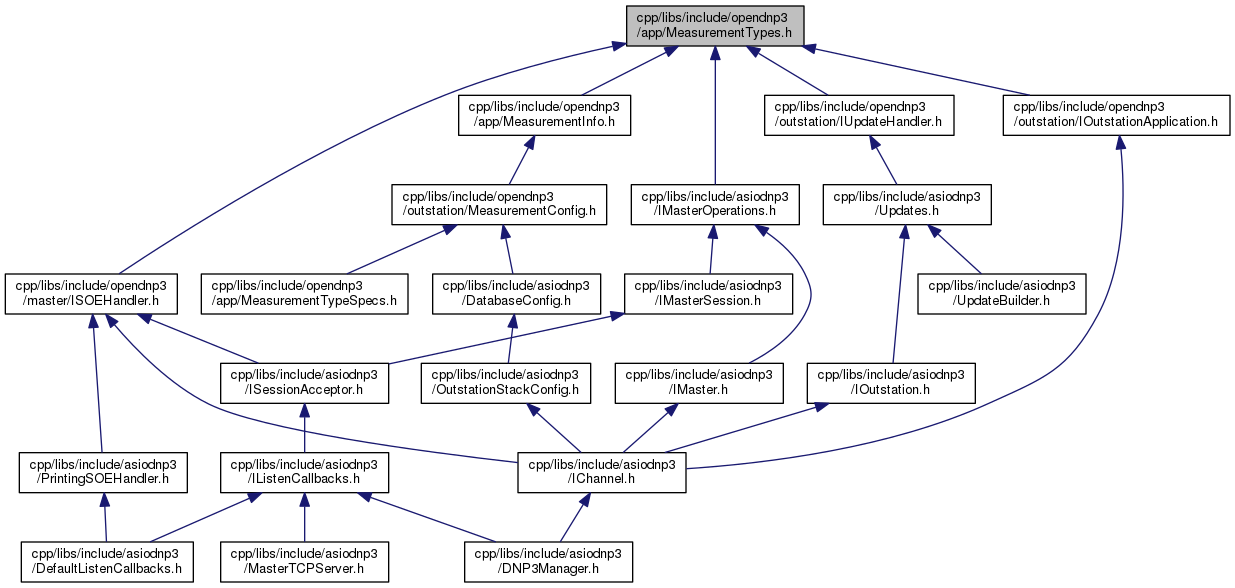 cpp/libs/include/opendnp3
/app/MeasurementTypes.h
cpp/libs/include/opendnp3
/app/MeasurementInfo.h
cpp/libs/include/opendnp3
/outstation/IUpdateHandler.h
cpp/libs/include/opendnp3
/outstation/IOutstationApplication.h
cpp/libs/include/opendnp3
/outstation/MeasurementConfig.h
cpp/libs/include/asiodnp3
/IMasterOperations.h
cpp/libs/include/asiodnp3
/Updates.h
cpp/libs/include/opendnp3
/master/ISOEHandler.h
cpp/libs/include/opendnp3
/app/MeasurementTypeSpecs.h
cpp/libs/include/asiodnp3
/DatabaseConfig.h
cpp/libs/include/asiodnp3
/IMasterSession.h
cpp/libs/include/asiodnp3
/UpdateBuilder.h
cpp/libs/include/asiodnp3
/ISessionAcceptor.h
cpp/libs/include/asiodnp3
/OutstationStackConfig.h
cpp/libs/include/asiodnp3
/IMaster.h
cpp/libs/include/asiodnp3
/IOutstation.h
cpp/libs/include/asiodnp3
/PrintingSOEHandler.h
cpp/libs/include/asiodnp3
/IListenCallbacks.h
cpp/libs/include/asiodnp3
/IChannel.h
cpp/libs/include/asiodnp3
/DefaultListenCallbacks.h
cpp/libs/include/asiodnp3
/MasterTCPServer.h
cpp/libs/include/asiodnp3
/DNP3Manager.h